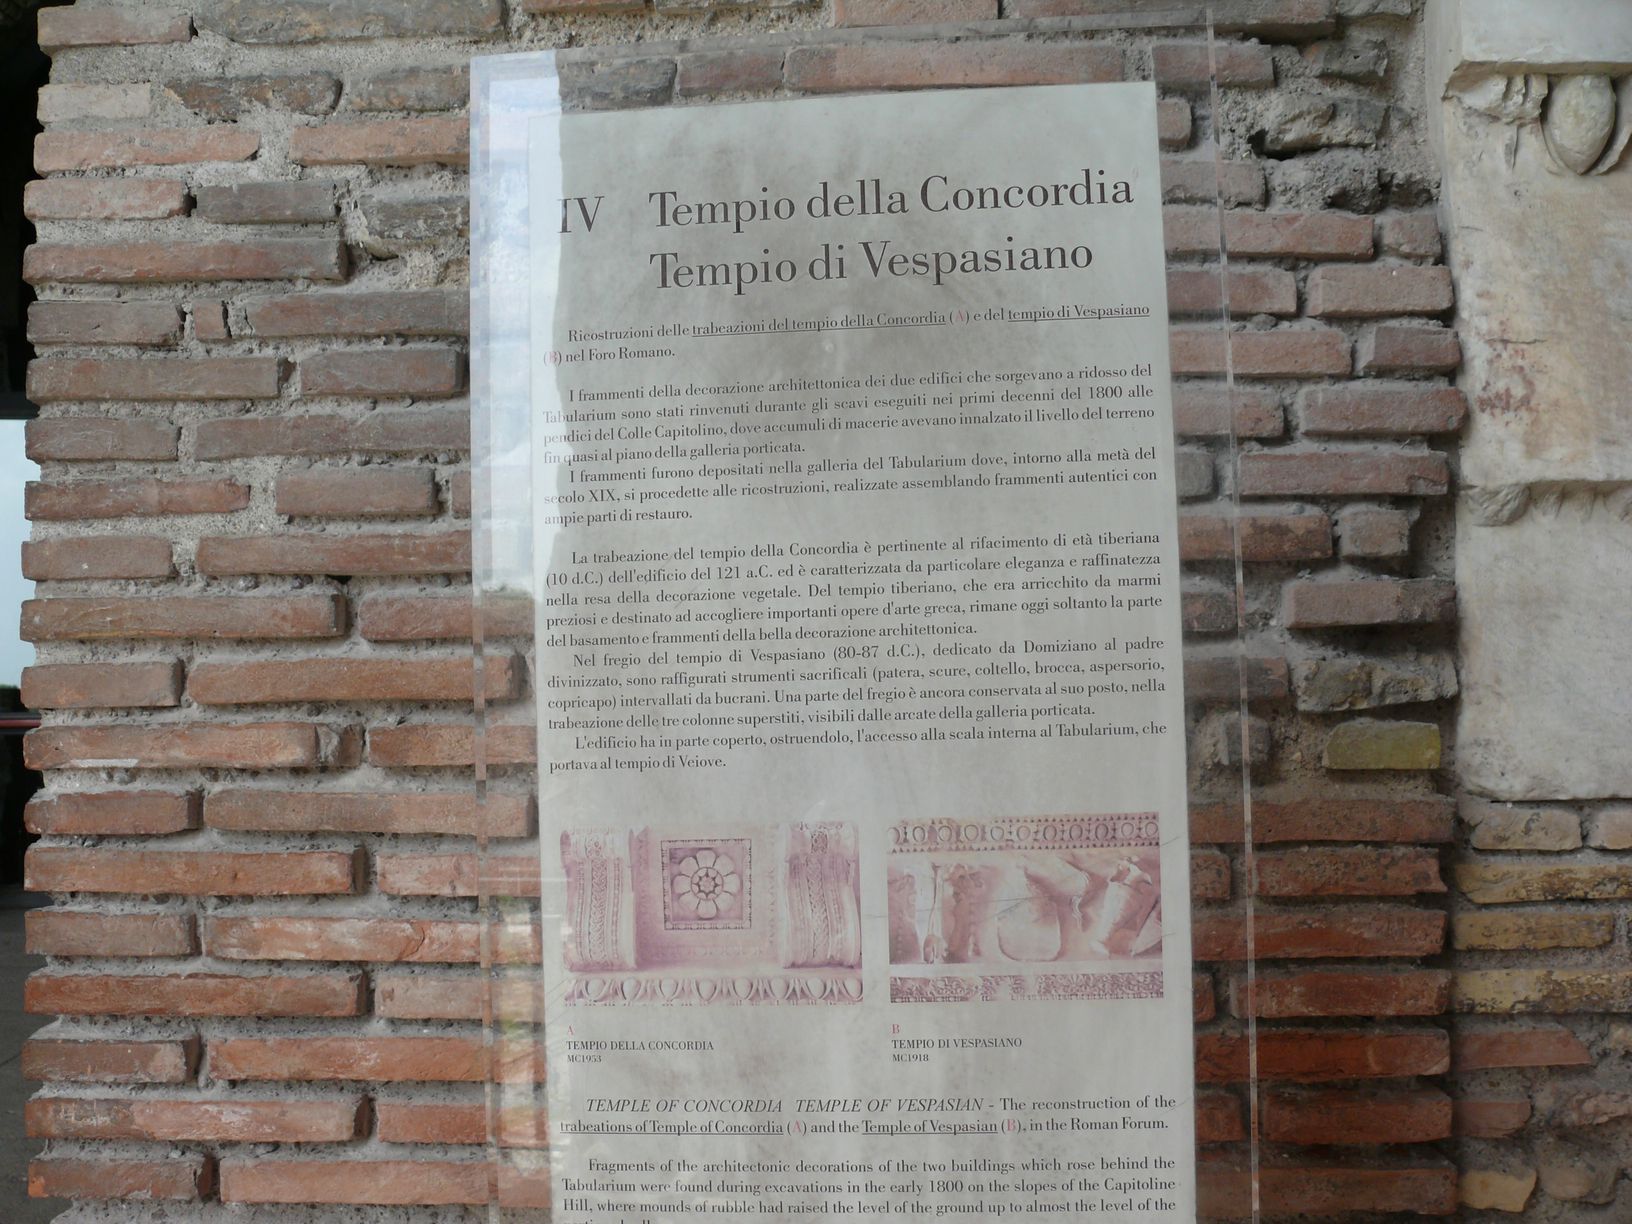 IV Tempio della Concordia
Tempio di Vespasiano
Ricostruzioni delle trabeazioni del tempio della Concordia (A) e del tempio di Vespasiano
(B) nel Foro Romano.
I frammenti della decorazione architettonica dei due edifici che sorgevano a ridosso del
Tabularium sono stati rinvenuti durante gli scavi eseguiti nei primi decenni del 1800 alle
pendici del Colle Capitolino, dove accumuli di macerie avevano innalzato il livello del terreno
fin quasi al piano della galleria porticata.
I frammenti furono depositati nella galleria del Tabularium dove, intorno alla metà del
secolo XIX, si procedette alle ricostruzioni, realizzate assemblando frammenti autentici con
ampie parti di restauro.
La trabeazione del tempio della Concordia è pertinente al rifacimento di età tiberiana
(10 d.C.) dell'edificio del 121 a.C. ed è caratterizzata da particolare eleganza e raffinatezza
nella resa della decorazione vegetale. Del tempio tiberiano, che era arricchito da marmi
preziosi e destinato ad accogliere importanti opere d'arte greca, rimane oggi soltanto la parte
del basamento e frammenti della bella decorazione architettonica.
Nel fregio del tempio di Vespasiano (80-87 d.C.), dedicato da Domiziano al padre
divinizzato, sono raffigurati strumenti sacrificali (patera, scure, coltello, brocca, aspersorio,
copricapo) intervallati da bucrani. Una parte del fregio è ancora conservata al suo posto, nella
trabeazione delle tre colonne superstiti, visibili dalle arcate della galleria porticata.
L'edificio ha in parte coperto, ostruendolo, l'accesso alla scala interna al Tabularium, che
portava al tempio di Veiove.
A
TEMPIO DELLA CONCORDIA
MC1953
B
TEMPIO DI VESPASIANO
MC1918
TEMPLE OF CONCORDIA TEMPLE OF VESPASIAN - The reconstruction of the
trabeations of Temple of Concordia (A) and the Temple of Vespasian (B), in the Roman Forum.
Fragments of the architectonic decorations of the two buildings which rose behind the
Tabularium were found during excavations in the early 1800 on the slopes of the Capitoline
Hill, where mounds of rubble had raised the level of the ground up to almost the level of the